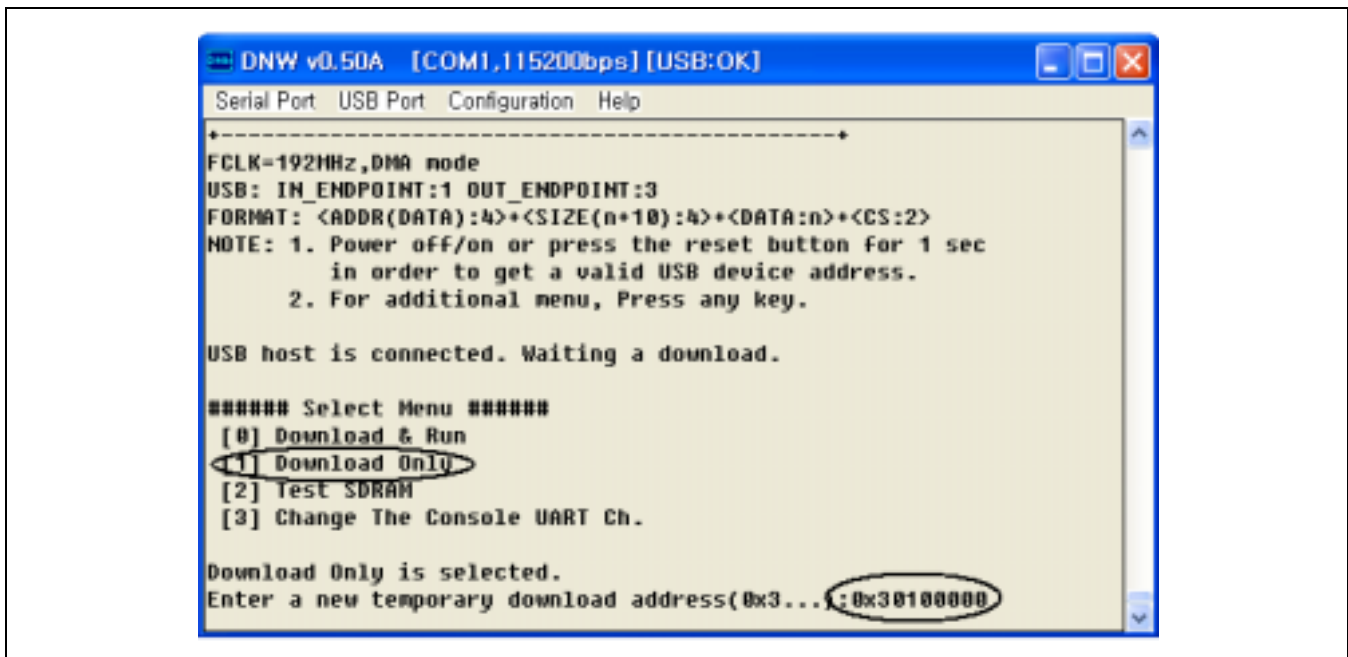 DNW v0.50A [COM1,115200bps][USB:OK]
Serial Port USB Port Configuration Help
+---------------------------------------------+
FCLK=192MHz,DMA mode
USB: IN_ENDPOINT:1 OUT_ENDPOINT:3
FORMAT: <ADDR(DATA):4>+<SIZE(n+10):4>+<DATA:n>+<CS:2>
NOTE: 1. Power off/on or press the reset button for 1 sec
in order to get a valid USB device address.
2. For additional menu, Press any key.
USB host is connected. Waiting a download.
###### Select Menu ######
[0] Download & Run
[1] Download Only
[2] Test SDRAM
[3] Change The Console UART Ch.
Download Only is selected.
Enter a new temporary download address(0x3...):0x30100000